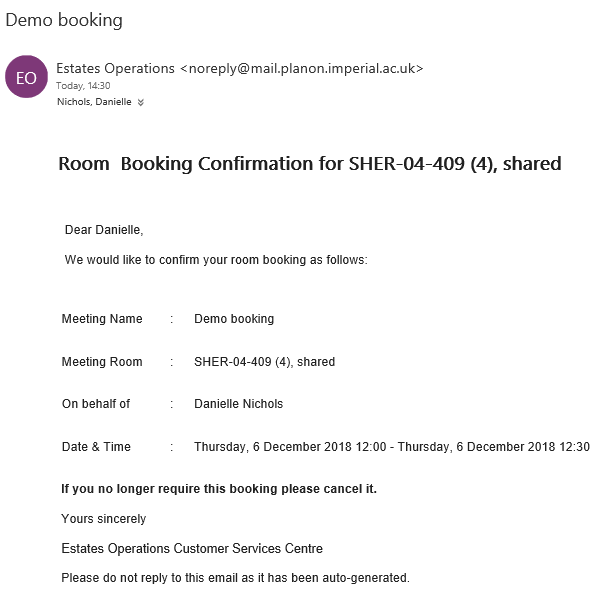 Demo booking
EO
Estates Operations <noreply@mail.planon.imperial.ac.uk>
Today, 14:30
Nichols, Danielle
Room  Booking Confirmation for SHER-04-409 (4), shared
Dear Danielle,
We would like to confirm your room booking as follows:
Meeting Name : Demo booking
Meeting Room : SHER-04-409 (4), shared
On behalf of : Danielle Nichols
Date & Time : Thursday, 6 December 2018 12:00 - Thursday, 6 December 2018 12:30
If you no longer require this booking please cancel it.
Yours sincerely
Estates Operations Customer Services Centre
Please do not reply to this email as it has been auto-generated.